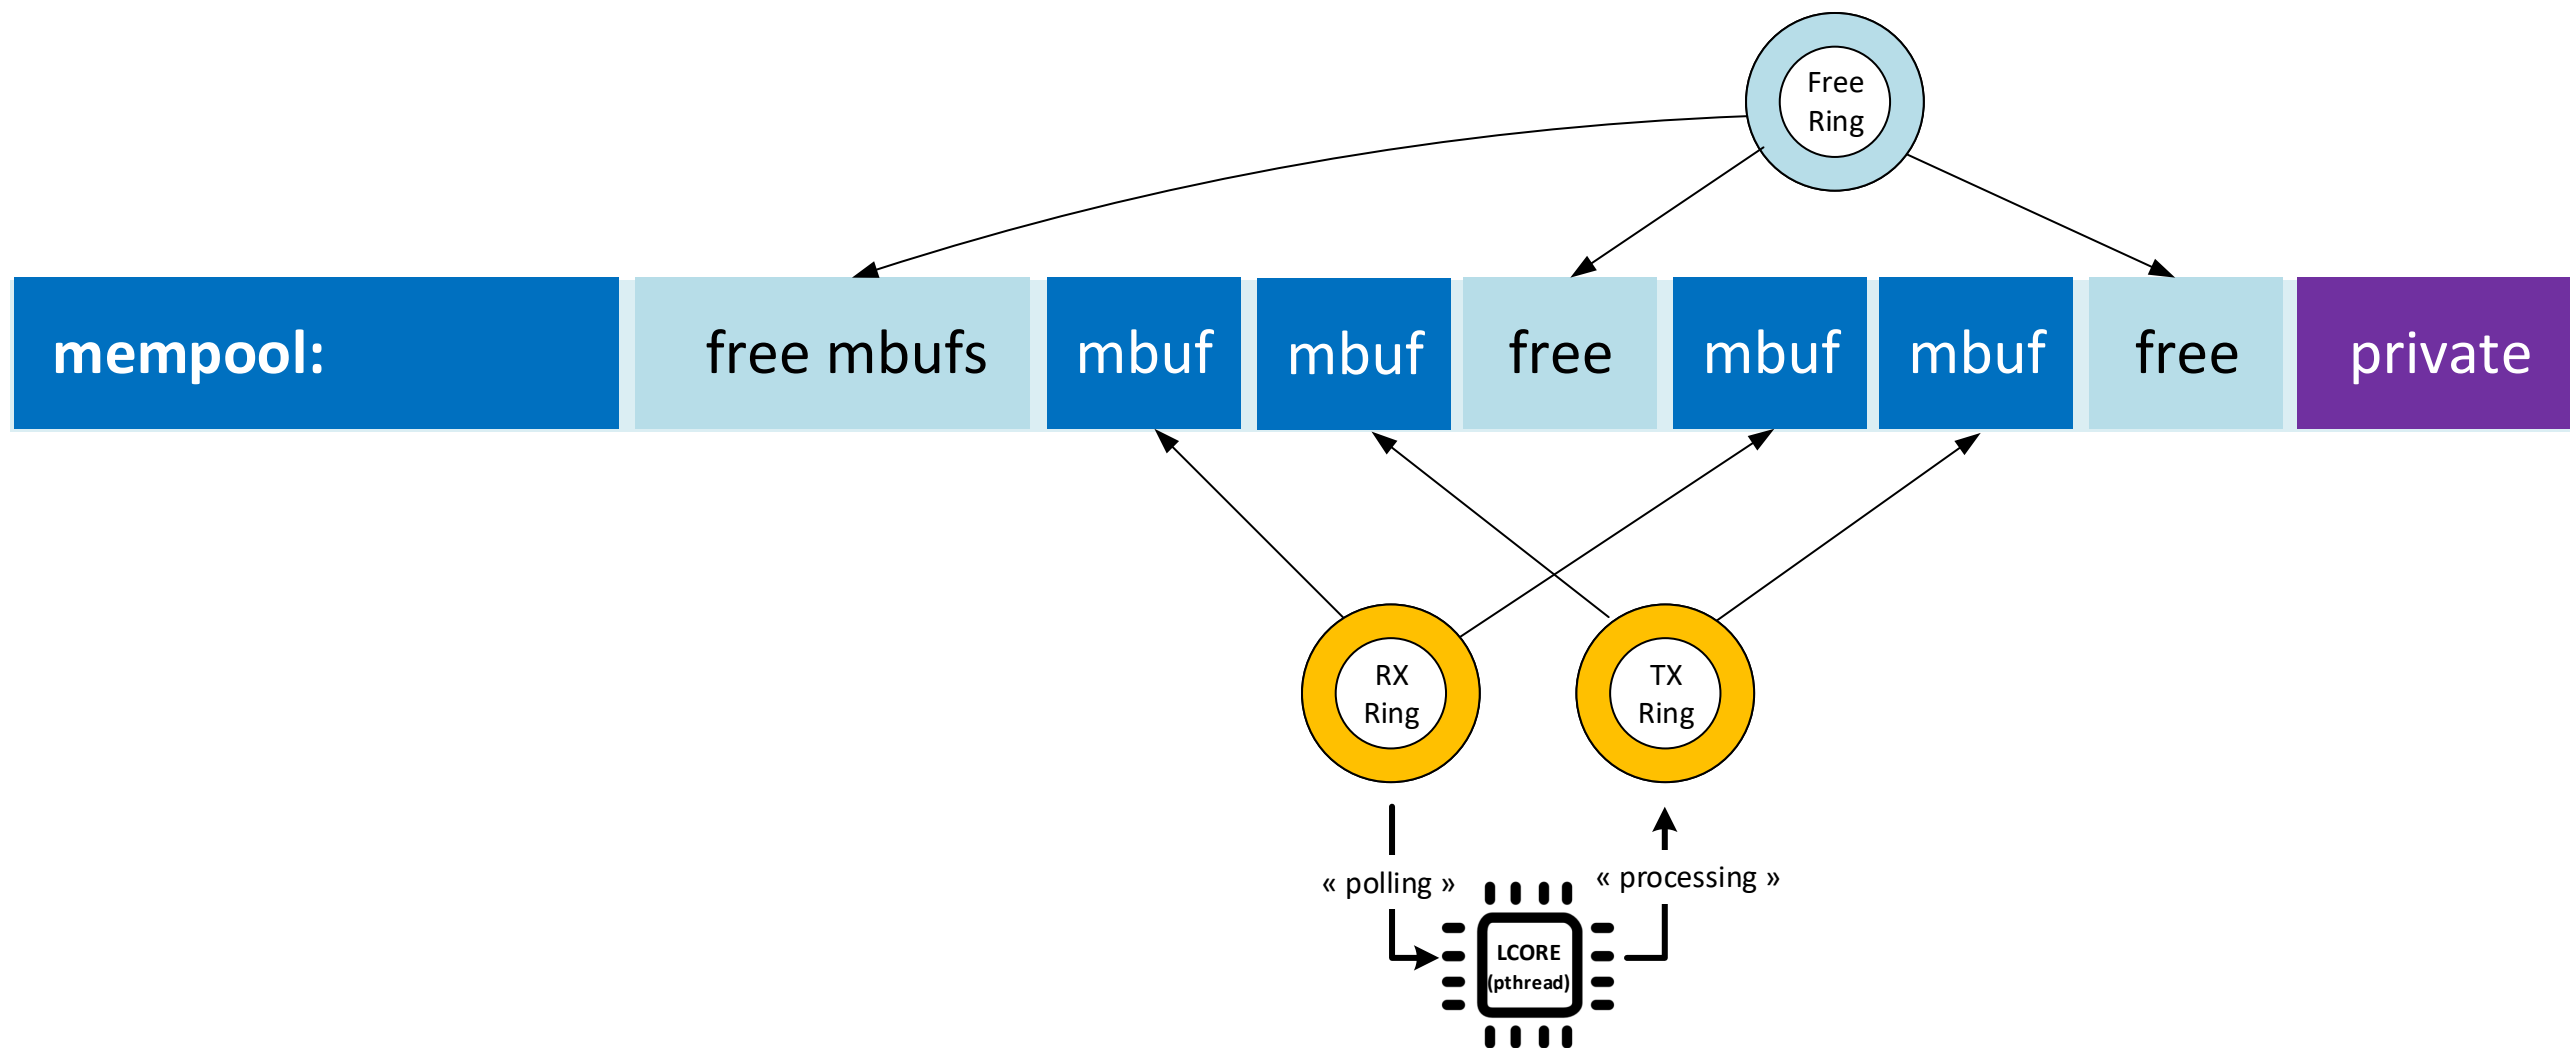 Free
Ring
mempool:
free mbufs
mbuf
mbuf
free
mbuf
mbuf
free
private
RX
Ring
TX
Ring
« polling »
« processing »
LCORE
(pthread)